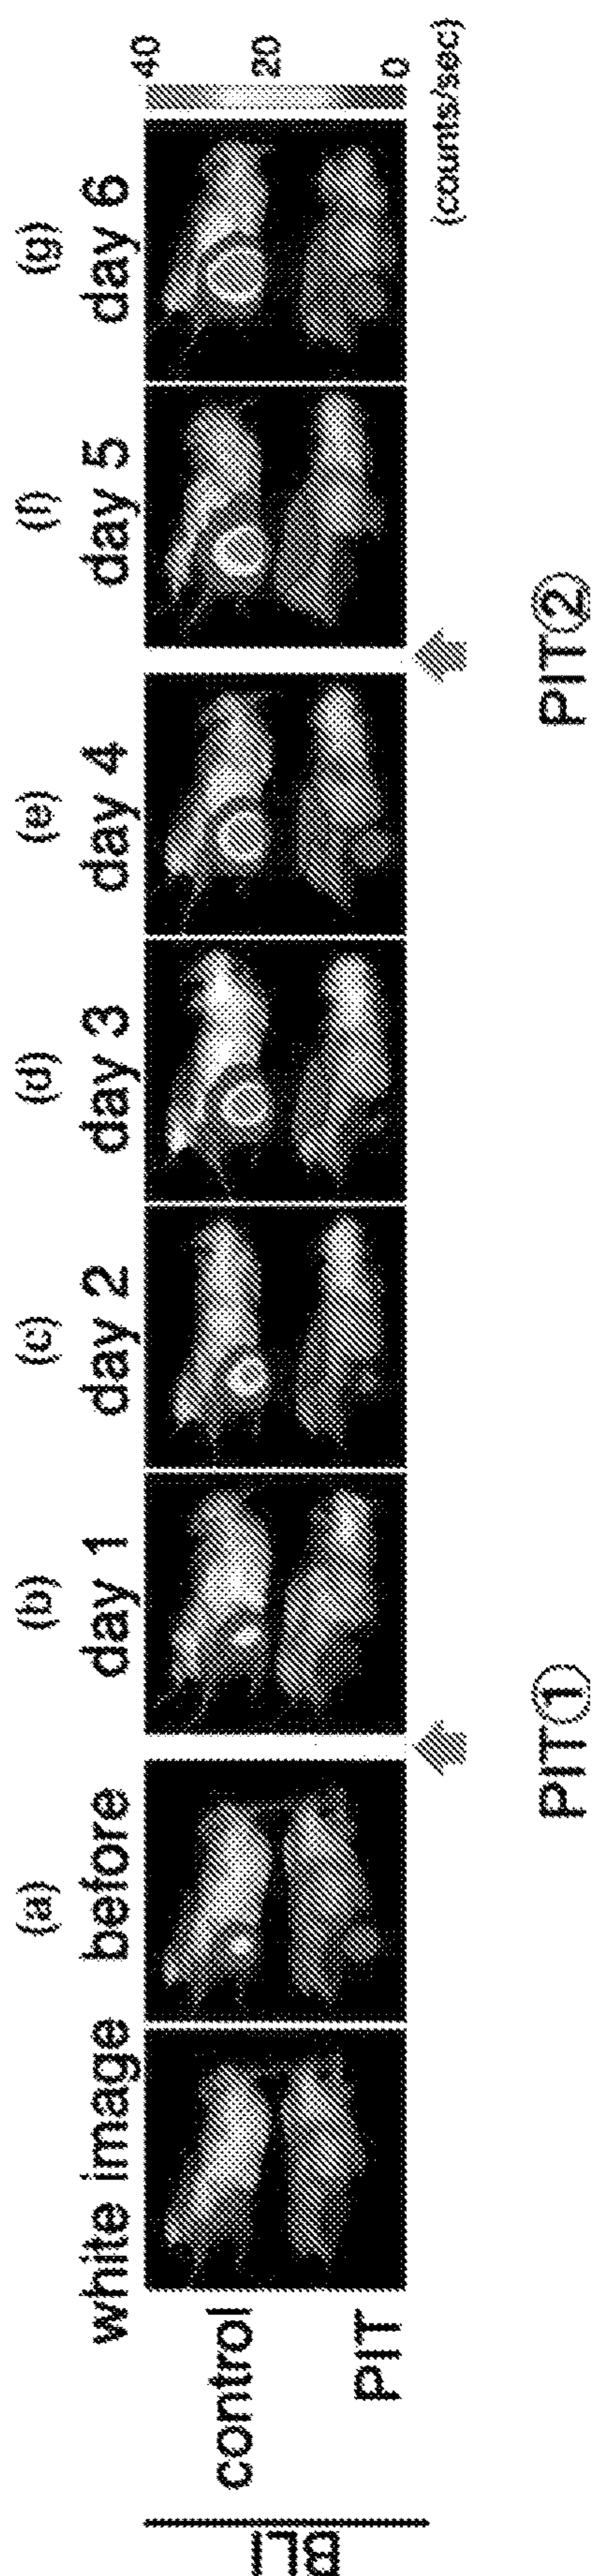 (a) (b) (c) (d) (e) (f) (g)
white image before day 1 day 2 day 3 day 4 day 5 day 6
BLI
control
PIT
40
20
0
(counts/sec)
PIT① PIT②